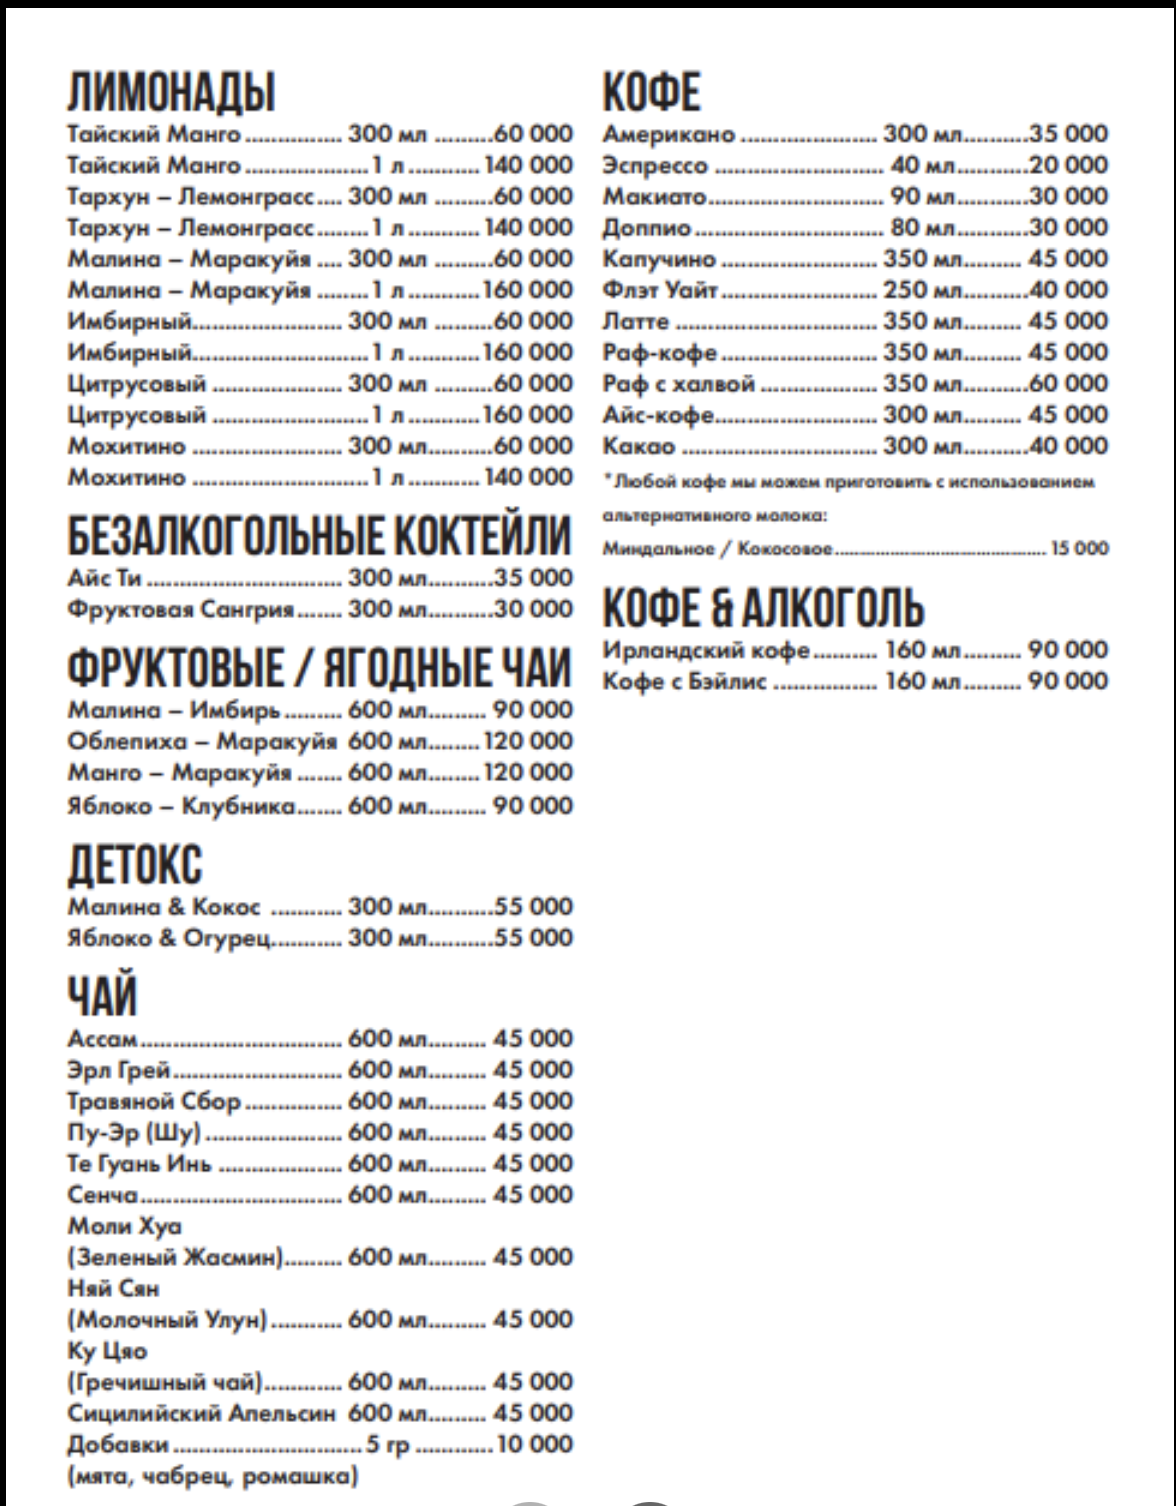 ЛИМОНАДЫ
Тайский Манго ............... 300 мл .........60 000
Тайский Манго ................... 1 л ........... 140 000
Тархун – Лемонграсс.... 300 мл .........60 000
Тархун – Лемонграсс........ 1 л ........... 140 000
Малина – Маракуйя .... 300 мл .........60 000
Малина – Маракуйя ........ 1 л ........... 160 000
Имбирный....................... 300 мл .........60 000
Имбирный........................... 1 л ........... 160 000
Цитрусовый .................... 300 мл .........60 000
Цитрусовый ........................ 1 л ........... 160 000
Мохитино ....................... 300 мл..........60 000
Мохитино ........................... 1 л ........... 140 000
БЕЗАЛКОГОЛЬНЫЕ КОКТЕЙЛИ
Айс Ти .............................. 300 мл..........35 000
Фруктовая Сангрия....... 300 мл..........30 000
ФРУКТОВЫЕ / ЯГОДНЫЕ ЧАИ
Малина – Имбирь ......... 600 мл......... 90 000
Облепиха – Маракуйя 600 мл........ 120 000
Манго – Маракуйя ....... 600 мл........ 120 000
Яблоко – Клубника....... 600 мл......... 90 000
ДЕТОКС
Малина & Кокос ........... 300 мл..........55 000
Яблоко & Огурец........... 300 мл..........55 000
ЧАЙ
Ассам ............................... 600 мл......... 45 000
Эрл Грей.......................... 600 мл......... 45 000
Травяной Сбор ............... 600 мл......... 45 000
Пу-Эр (Шу) ..................... 600 мл......... 45 000
Те Гуань Инь ................... 600 мл......... 45 000
Сенча ............................... 600 мл......... 45 000
Моли Хуа
(Зеленый Жасмин)......... 600 мл......... 45 000
Няй Сян
(Молочный Улун)........... 600 мл......... 45 000
Ку Цяо
(Гречишный чай)............ 600 мл......... 45 000
Сицилийский Апельсин 600 мл......... 45 000
Добавки ............................. 5 гр ............ 10 000
(мята, чабрец, ромашка)
КОФЕ
Американо ..................... 300 мл..........35 000
Эспрессо .......................... 40 мл...........20 000
Макиато........................... 90 мл...........30 000
Доппио ............................. 80 мл...........30 000
Капучино ........................ 350 мл......... 45 000
Флэт Уайт........................ 250 мл..........40 000
Латте ............................... 350 мл......... 45 000
Раф-кофе ........................ 350 мл......... 45 000
Раф с халвой .................. 350 мл..........60 000
Айс-кофе......................... 300 мл......... 45 000
Какао .............................. 300 мл..........40 000
*Любой кофе мы можем приготовить с использованием
альтернативного молока:
Миндальное / Кокосовое.................................................. 15 000
КОФЕ & АЛКОГОЛЬ
Ирландский кофе.......... 160 мл......... 90 000
Кофе с Бэйлис ................ 160 мл......... 90 000